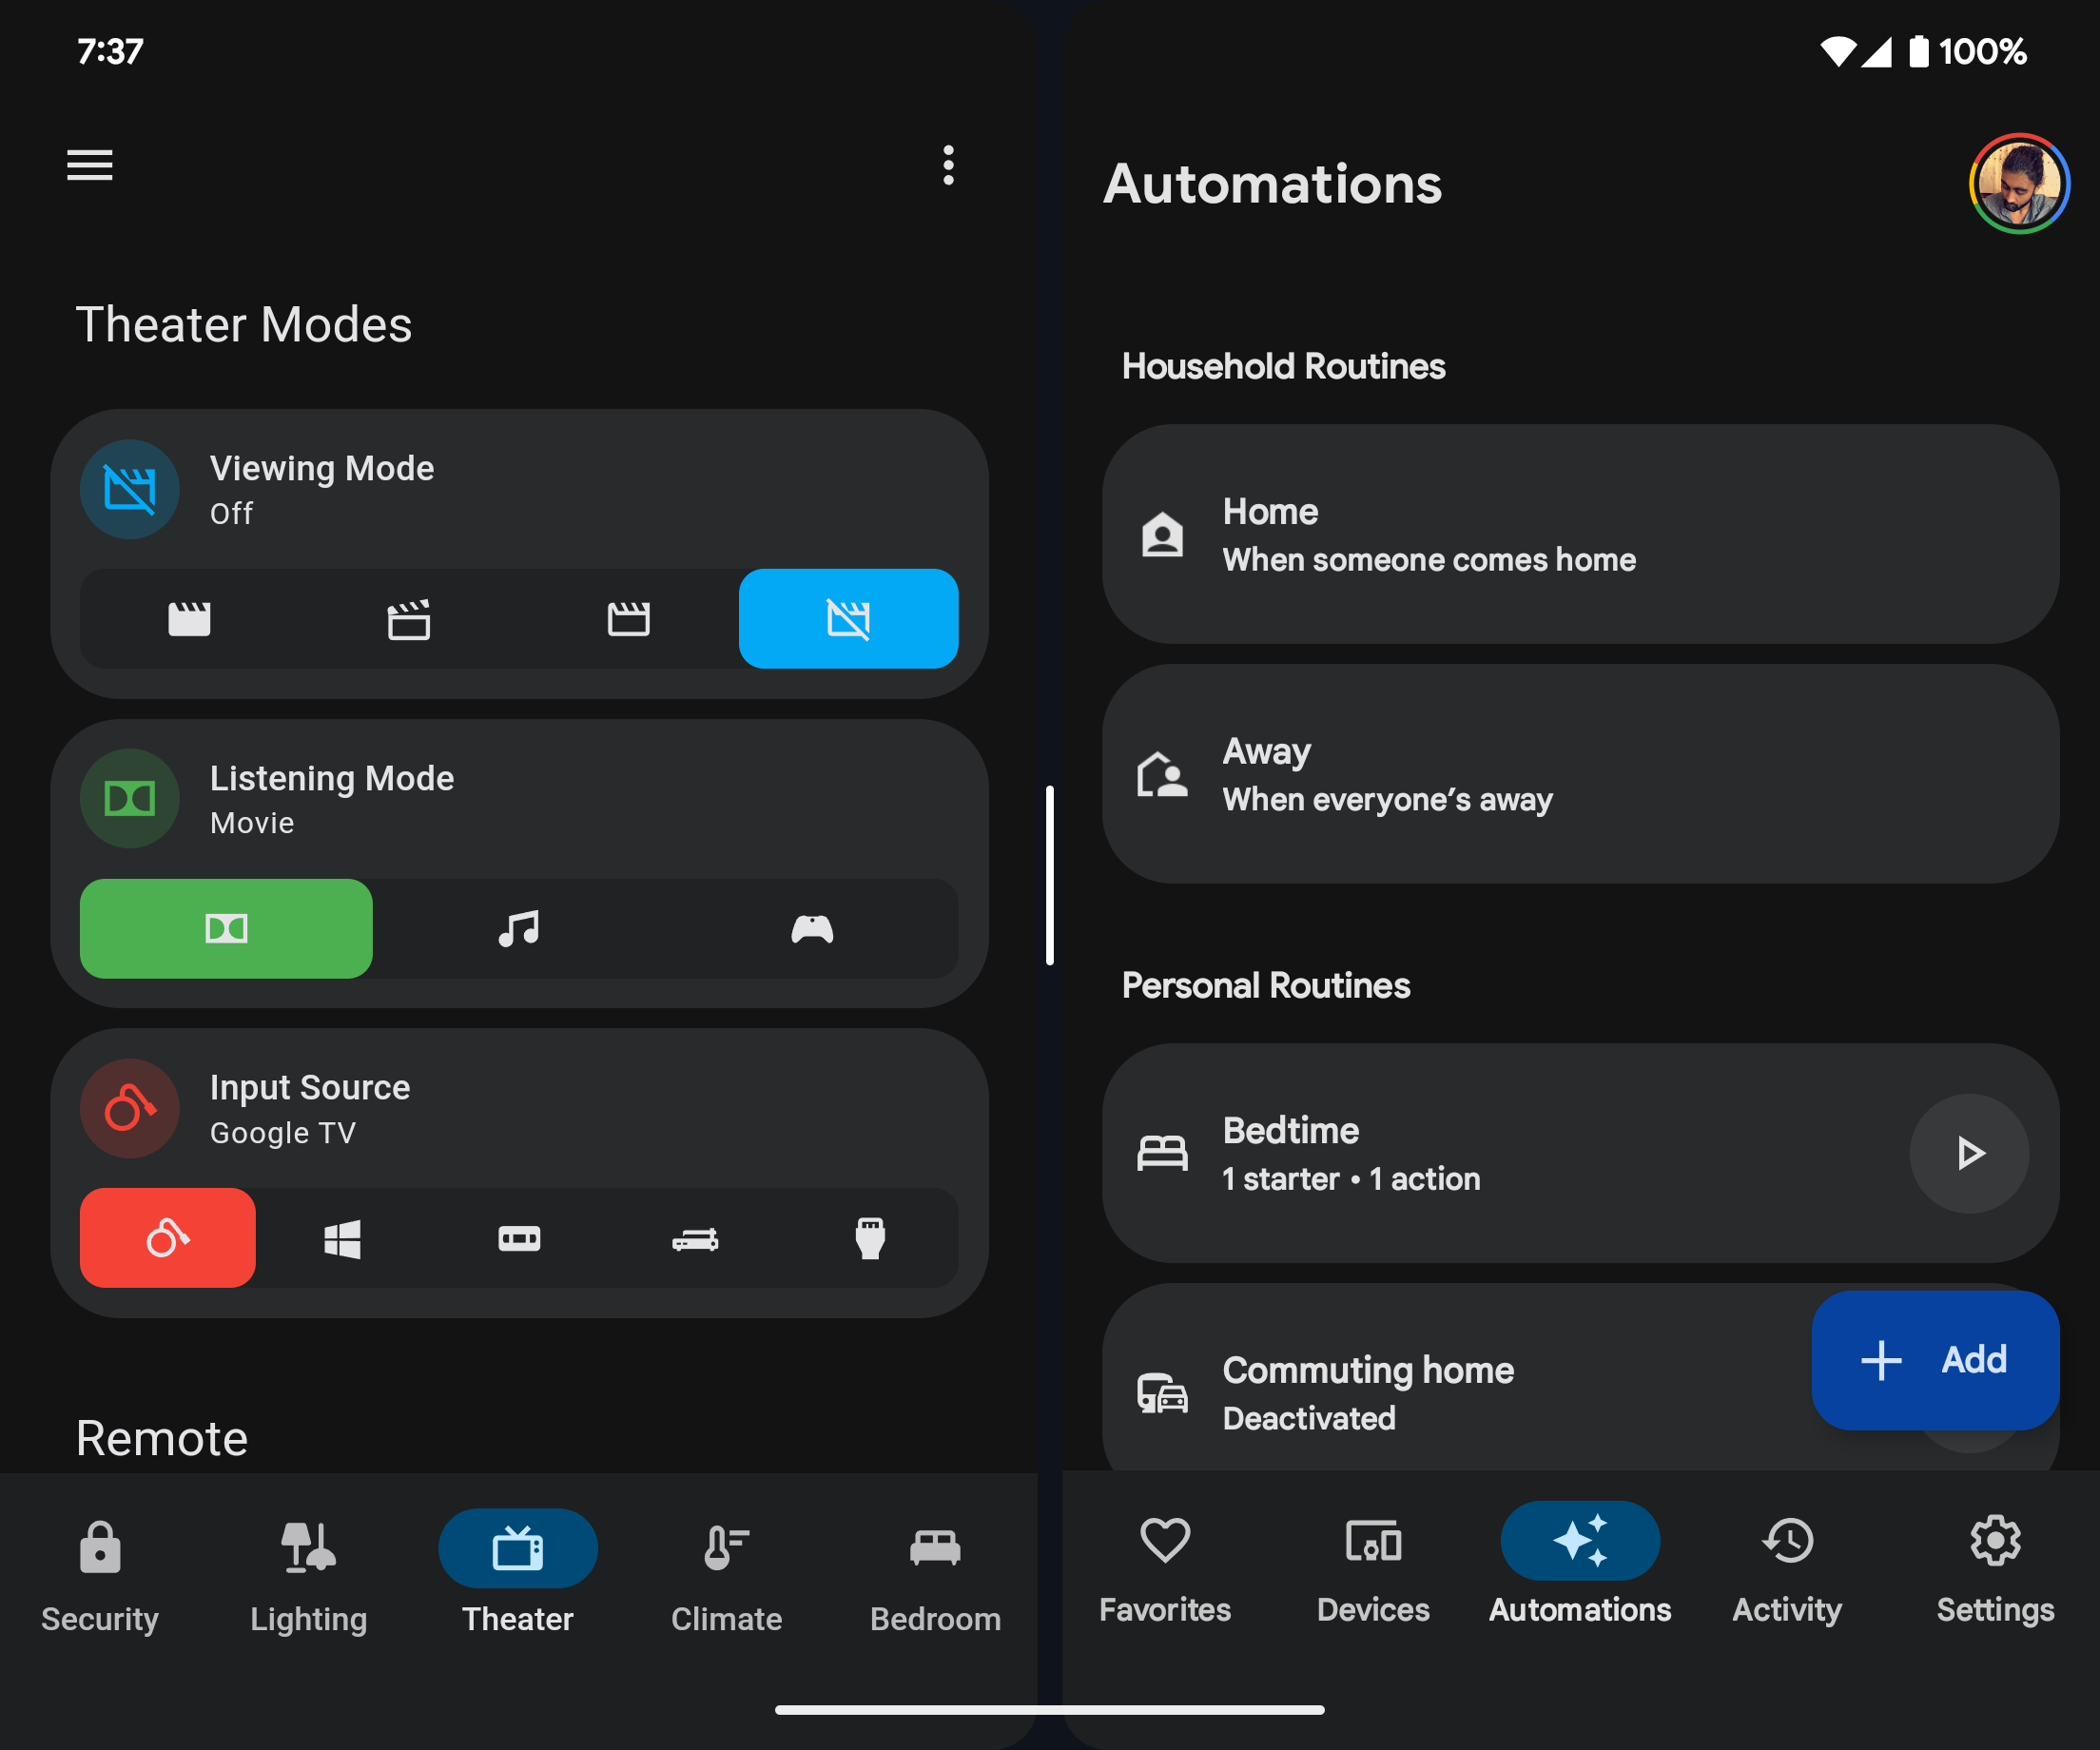 7:37
100%
Theater Modes
Viewing Mode
Off
Listening Mode
Movie
Input Source
Google TV
Remote
Security
Lighting
Theater
Climate
Bedroom
Automations
Household Routines
Home
When someone comes home
Away
When everyone’s away
Personal Routines
Bedtime
1 starter • 1 action
Commuting home
Deactivated
Add
Favorites
Devices
Automations
Activity
Settings